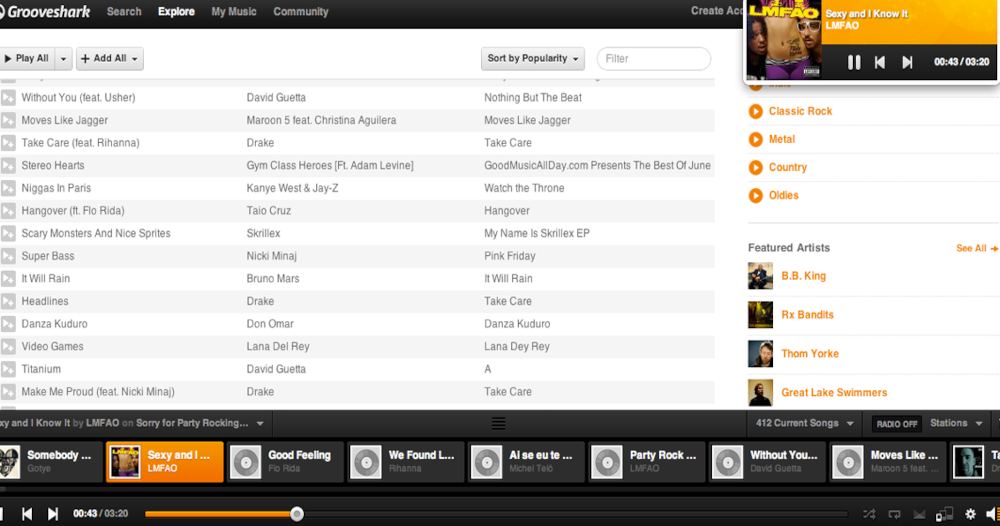 Grooveshark Search Explore My Music Community Create Acc
LMFAO
Sexy and I Know It
LMFAO
00:43 / 03:20
Play All + Add All Sort by Popularity Filter
Without You (feat. Usher) David Guetta Nothing But The Beat
Moves Like Jagger Maroon 5 feat. Christina Aguilera Moves Like Jagger
Take Care (feat. Rihanna) Drake Take Care
Stereo Hearts Gym Class Heroes [Ft. Adam Levine] GoodMusicAllDay.com Presents The Best Of June
Niggas In Paris Kanye West & Jay-Z Watch the Throne
Hangover (ft. Flo Rida) Taio Cruz Hangover
Scary Monsters And Nice Sprites Skrillex My Name Is Skrillex EP
Super Bass Nicki Minaj Pink Friday
It Will Rain Bruno Mars It Will Rain
Headlines Drake Take Care
Danza Kuduro Don Omar Danza Kuduro
Video Games Lana Del Rey Lana Dey Rey
Titanium David Guetta A
Make Me Proud (feat. Nicki Minaj) Drake Take Care
Classic Rock
Metal
Country
Oldies
Featured Artists See All
B.B. King
Rx Bandits
Thom Yorke
Great Lake Swimmers
xy and I Know It by LMFAO on Sorry for Party Rocking... 412 Current Songs RADIO OFF Stations
Somebody ...
Gotye
LMFAO
Sexy and I ...
LMFAO
Good Feeling
Flo Rida
We Found L...
Rihanna
Ai se eu te ...
Michel Teló
Party Rock ...
LMFAO
Without You...
David Guetta
Moves Like ...
Maroon 5 feat. ...
Ta
00:43 / 03:20